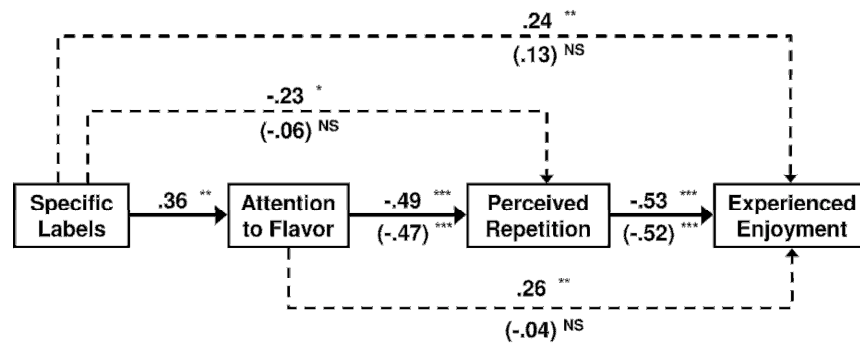 .24 **
(.13) NS
-.23 *
(-.06) NS
Specific
Labels
.36 **
Attention
to Flavor
-.49 ***
(-.47) ***
Perceived
Repetition
-.53 ***
(-.52) ***
Experienced
Enjoyment
.26 **
(-.04) NS